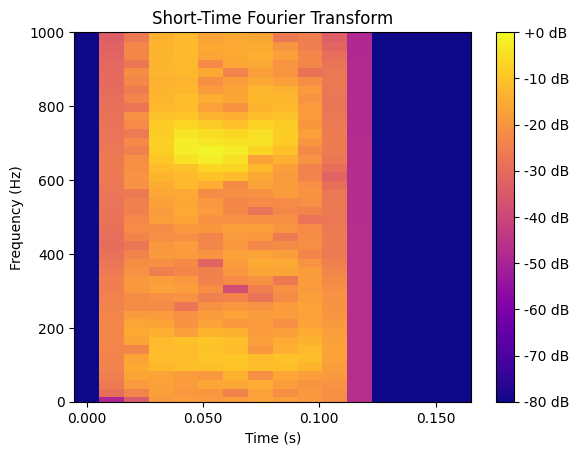 Short-Time Fourier Transform
1000
800
600
400
200
0
Frequency (Hz)
0.000
0.050
0.100
0.150
Time (s)
+0 dB
-10 dB
-20 dB
-30 dB
-40 dB
-50 dB
-60 dB
-70 dB
-80 dB